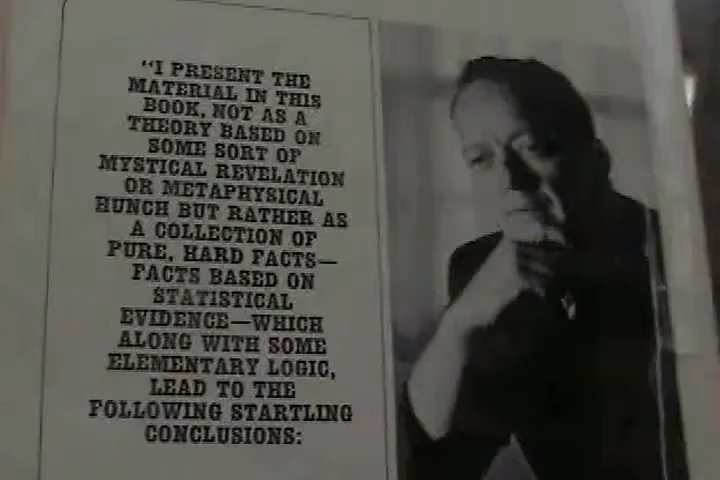 “I PRESENT THE
MATERIAL IN THIS
BOOK, NOT AS A
THEORY BASED ON
SOME SORT OF
MYSTICAL REVELATION
OR METAPHYSICAL
HUNCH BUT RATHER AS
A COLLECTION OF
PURE, HARD FACTS—
FACTS BASED ON
STATISTICAL
EVIDENCE—WHICH
ALONG WITH SOME
ELEMENTARY LOGIC,
LEAD TO THE
FOLLOWING STARTLING
CONCLUSIONS: